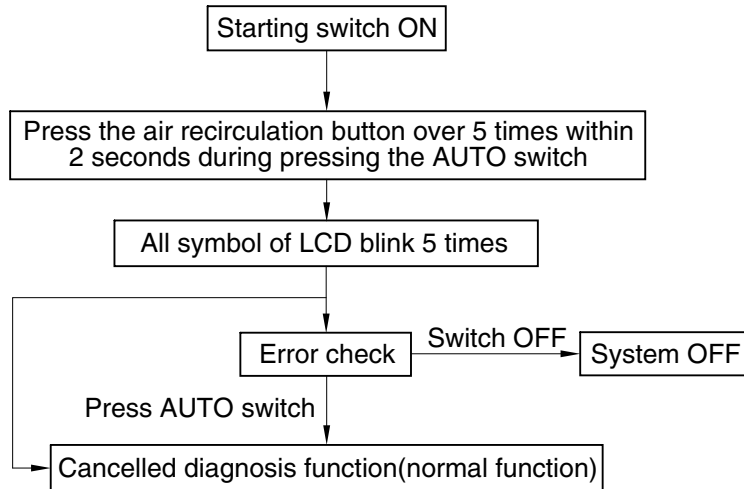 Starting switch ON
Press the air recirculation button over 5 times within
2 seconds during pressing the AUTO switch
All symbol of LCD blink 5 times
Error check
Switch OFF
System OFF
Press AUTO switch
Cancelled diagnosis function(normal function)